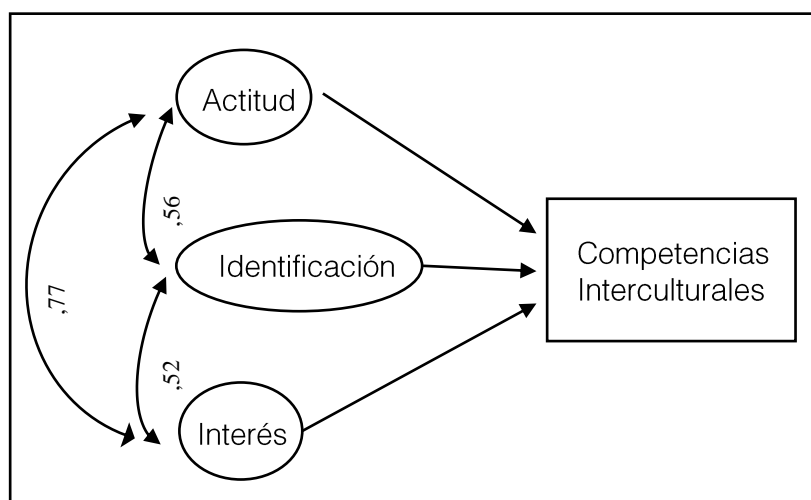 Actitud
,56
Identificación
Competencias
Interculturales
,77
,52
Interés